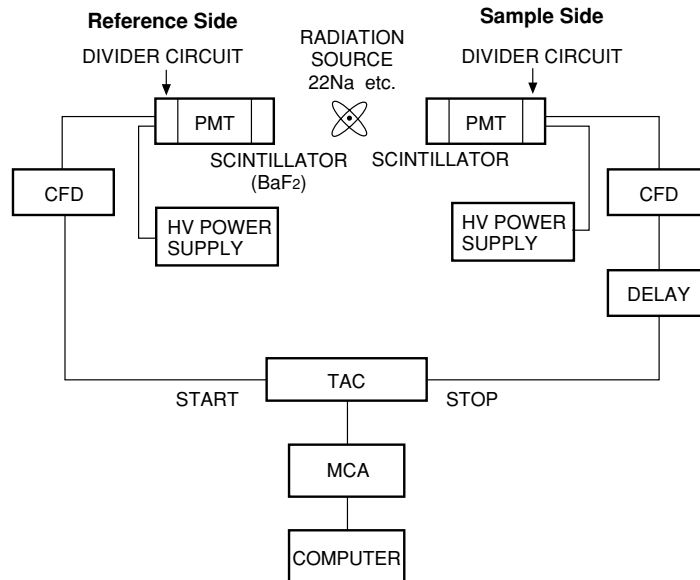 Reference Side
DIVIDER CIRCUIT
PMT
SCINTILLATOR
(BaF2)
CFD
HV POWER
SUPPLY
RADIATION
SOURCE
22Na etc.
Sample Side
DIVIDER CIRCUIT
PMT
SCINTILLATOR
CFD
HV POWER
SUPPLY
DELAY
START
TAC
STOP
MCA
COMPUTER